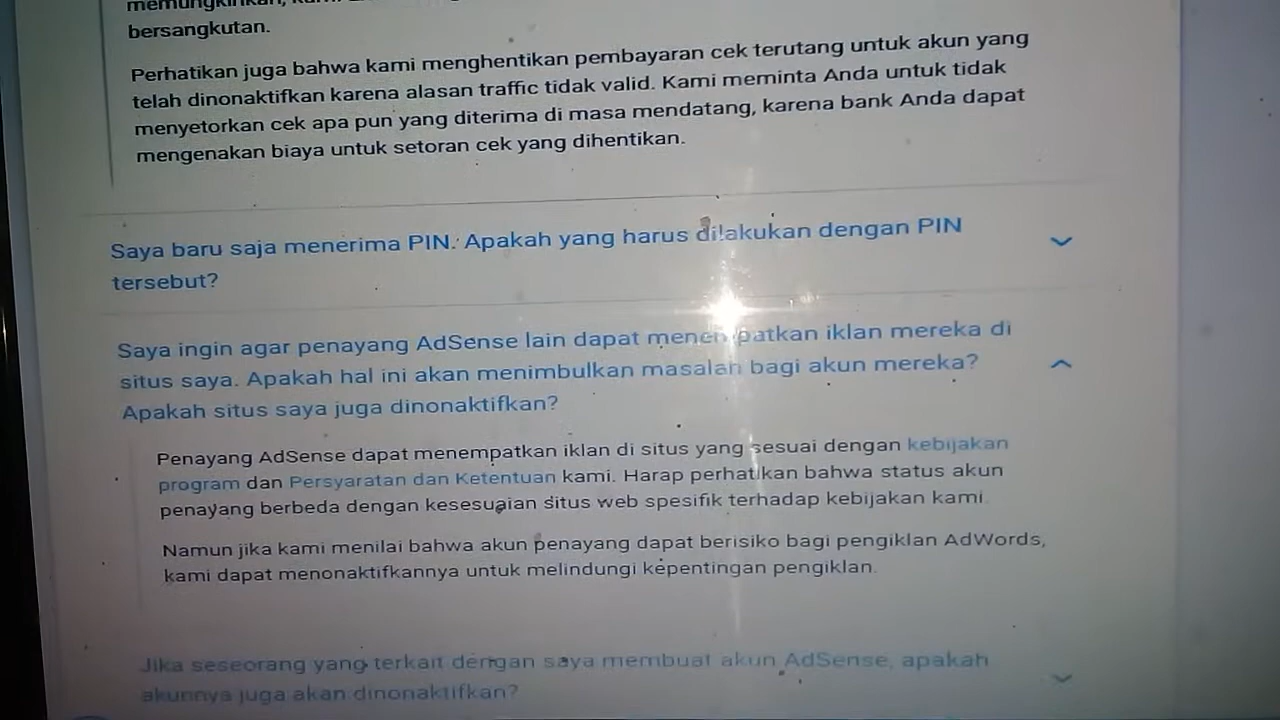 bersangkutan.
Perhatikan juga bahwa kami menghentikan pembayaran cek terutang untuk akun yang
telah dinonaktifkan karena alasan traffic tidak valid. Kami meminta Anda untuk tidak
menyetorkan cek apa pun yang diterima di masa mendatang, karena bank Anda dapat
mengenakan biaya untuk setoran cek yang dihentikan.
Saya baru saja menerima PIN. Apakah yang harus dilakukan dengan PIN
tersebut?
Saya ingin agar penayang AdSense lain dapat menempatkan iklan mereka di
situs saya. Apakah hal ini akan menimbulkan masalah bagi akun mereka?
Apakah situs saya juga dinonaktifkan?
Penayang AdSense dapat menempatkan iklan di situs yang sesuai dengan kebijakan
program dan Persyaratan dan Ketentuan kami. Harap perhatikan bahwa status akun
penayang berbeda dengan kesesuaian situs web spesifik terhadap kebijakan kami.
Namun jika kami menilai bahwa akun penayang dapat berisiko bagi pengiklan AdWords,
kami dapat menonaktifkannya untuk melindungi kepentingan pengiklan.
Jika seseorang yang terkait dengan saya membuat akun AdSense, apakah
akunnya juga akan dinonaktifkan?